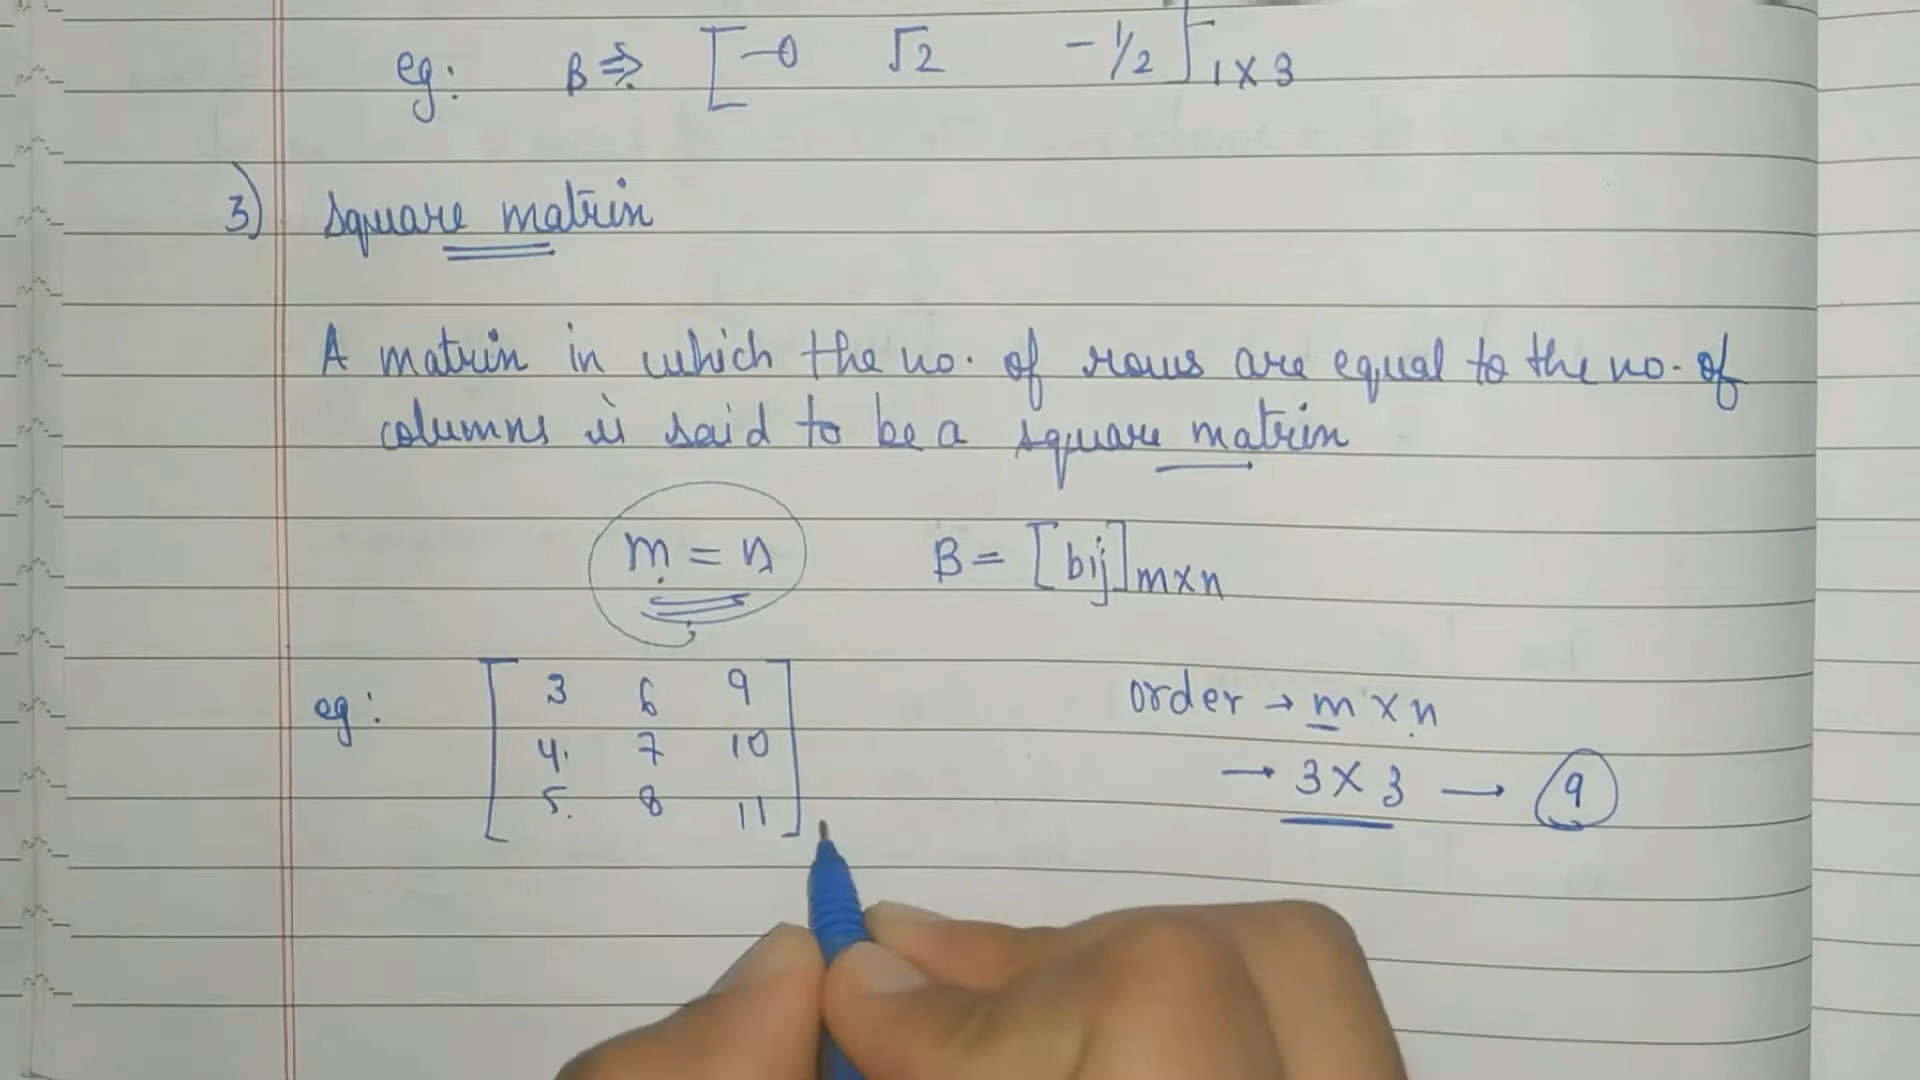 eg: B ⇒ [ -0 √2 -1/2 ] 1 x 3
3) Square matrix
A matrix in which the no. of rows are equal to the no. of
columns is said to be a square matrix
m = n B = [bij] m x n
eg: [ 3 6 9
4. 7 10
5. 8 11 ]
order → m x n
→ 3 x 3 → 9